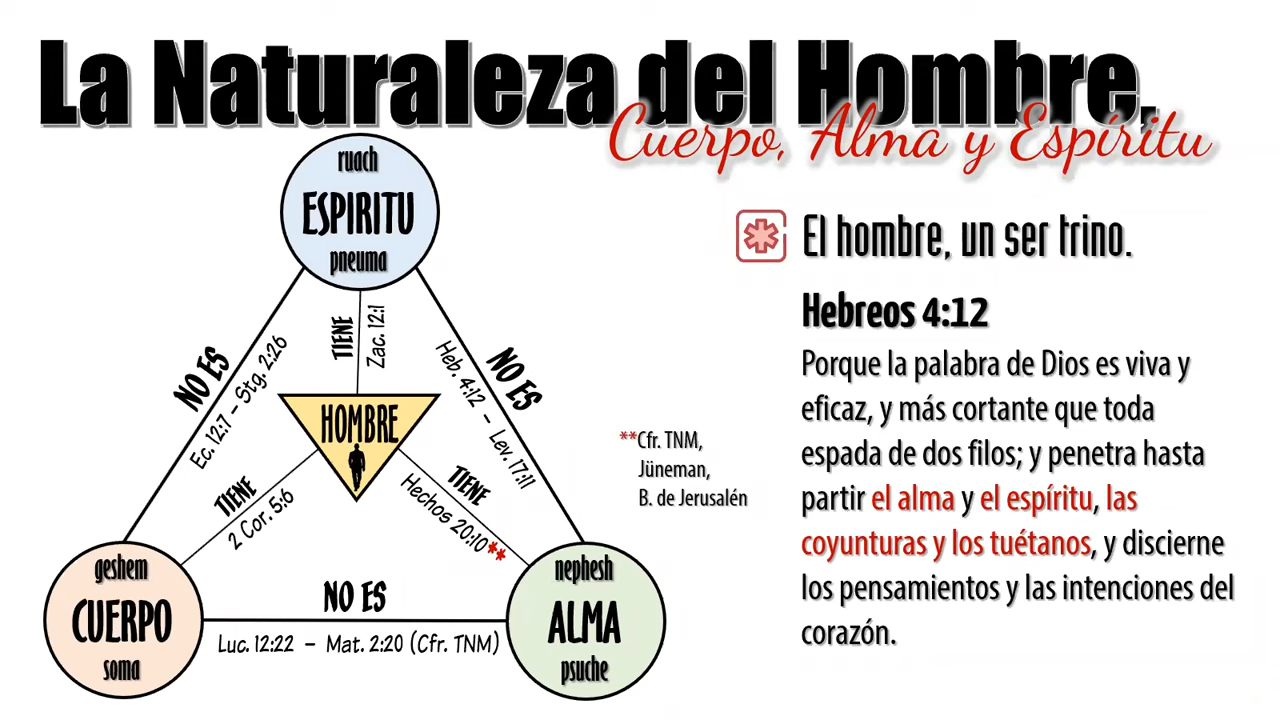 La Naturaleza del Hombre.
Cuerpo, Alma y Espíritu
ruach
ESPIRITU
pneuma
NO ES
Ec. 12:7 - Stg. 2:26
TIENE
Zac. 12:1
NO ES
Heb. 4:12 - Lev. 17:11
HOMBRE
TIENE
2 Cor. 5:6
TIENE
Hechos 20:10**
geshem
CUERPO
soma
NO ES
Luc. 12:22 - Mat. 2:20 (Cfr. TNM)
nephesh
ALMA
psuche
**Cfr. TNM,
Jüneman,
B. de Jerusalén
El hombre, un ser trino.
Hebreos 4:12
Porque la palabra de Dios es viva y
eficaz, y más cortante que toda
espada de dos filos; y penetra hasta
partir el alma y el espíritu, las
coyunturas y los tuétanos, y discierne
los pensamientos y las intenciones del
corazón.